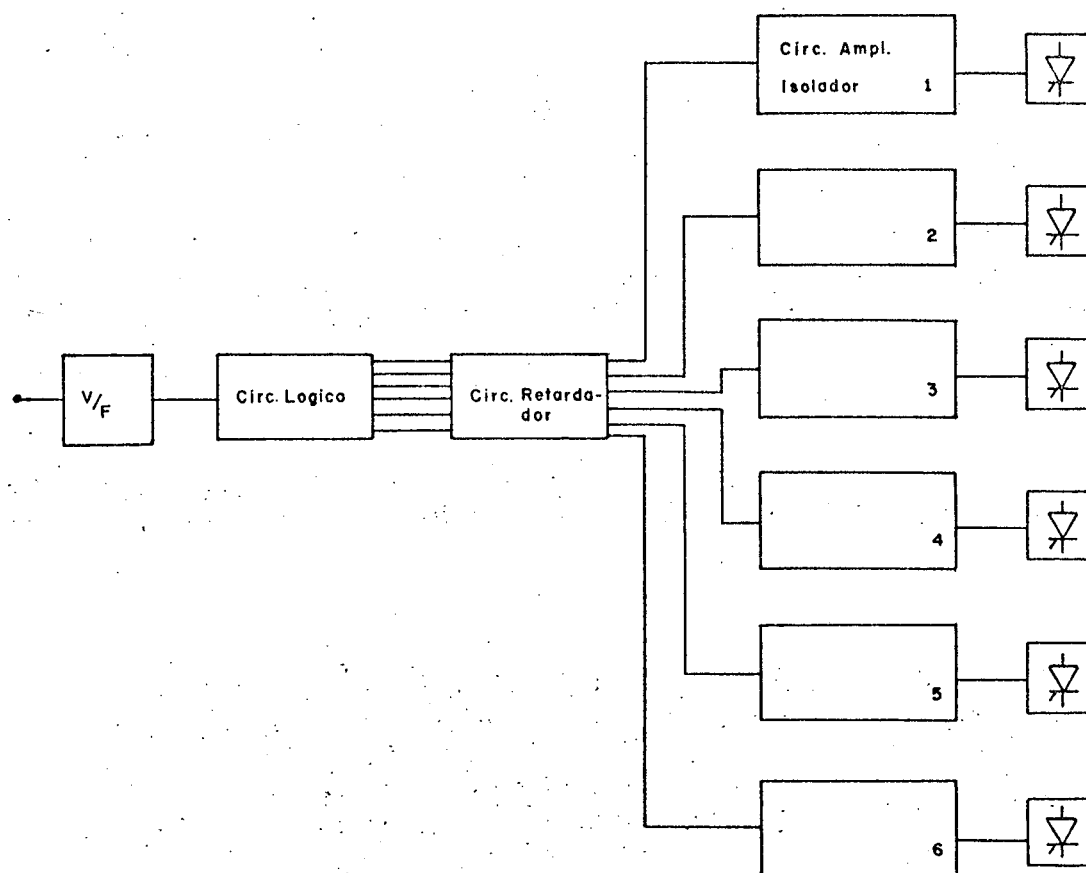 Circ. Ampl.
Isolador 1
2
3
V/F
Circ. Logico
Circ. Retarda-
dor
4
5
6